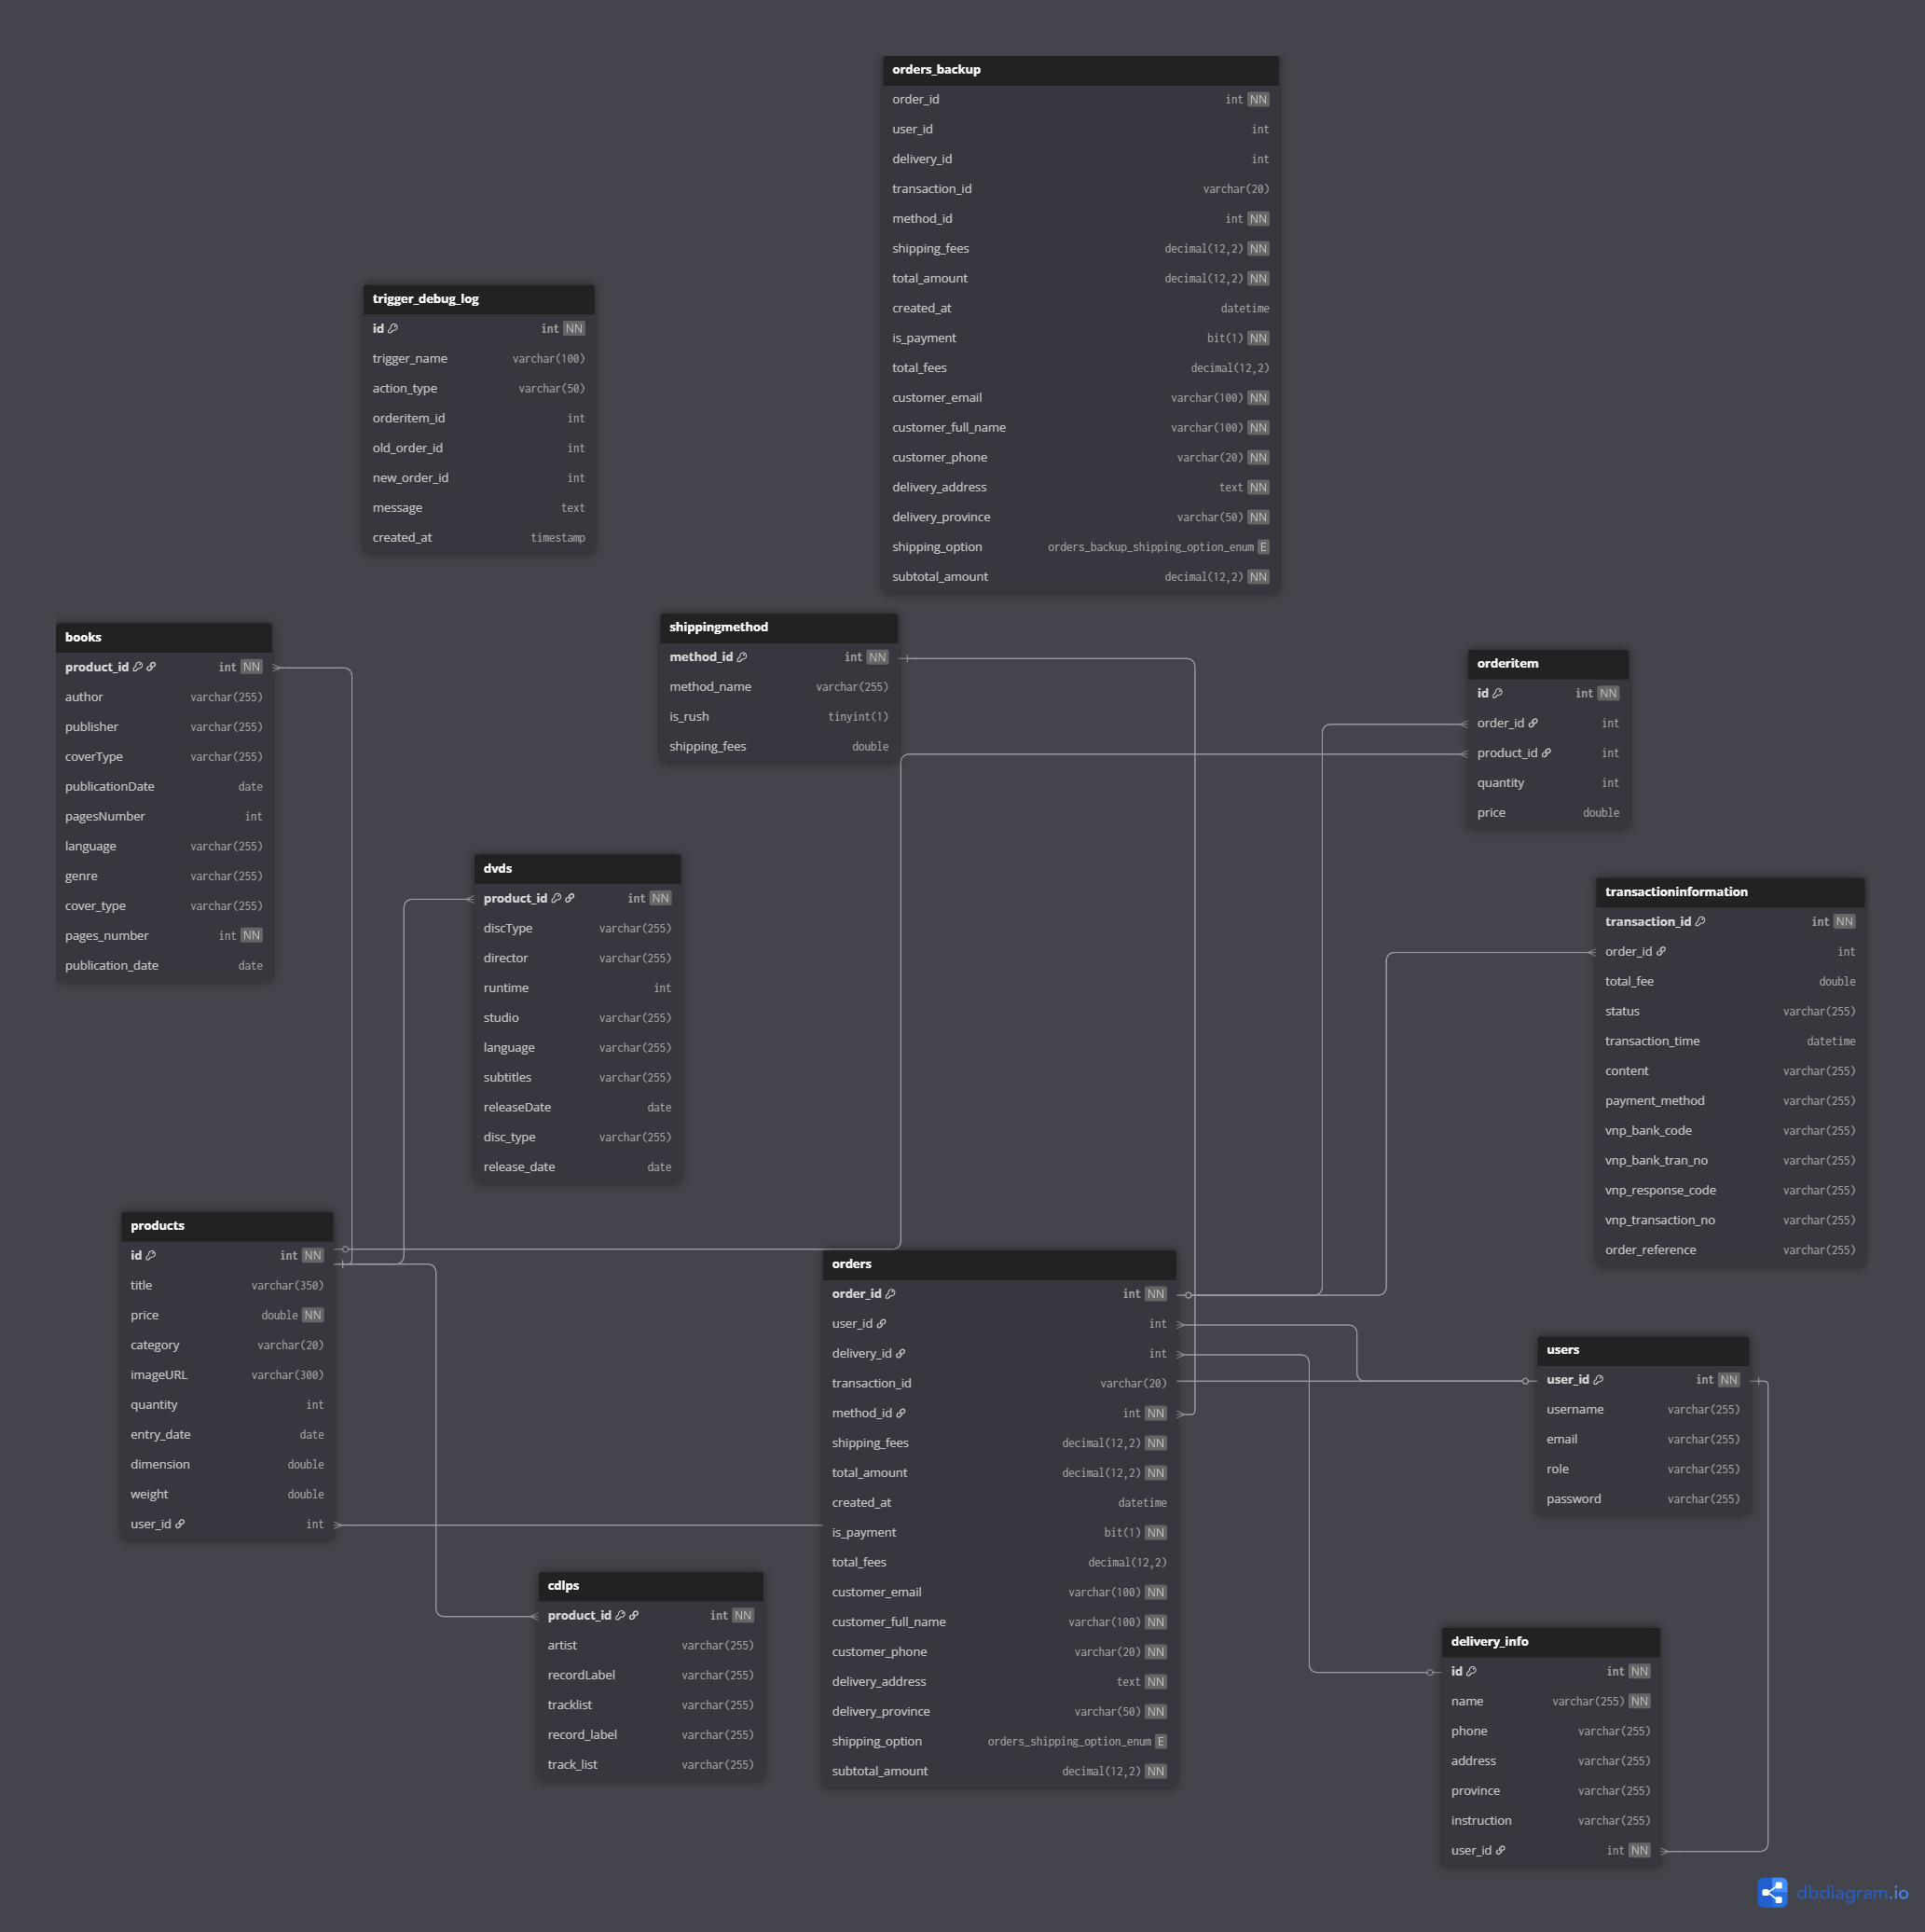 orders_backup
order_id int NN
user_id int
delivery_id int
transaction_id varchar(20)
method_id int NN
shipping_fees decimal(12,2) NN
total_amount decimal(12,2) NN
created_at datetime
is_payment bit(1) NN
total_fees decimal(12,2)
customer_email varchar(100) NN
customer_full_name varchar(100) NN
customer_phone varchar(20) NN
delivery_address text NN
delivery_province varchar(50) NN
shipping_option orders_backup_shipping_option_enum E
subtotal_amount decimal(12,2) NN
trigger_debug_log
id int NN
trigger_name varchar(100)
action_type varchar(50)
orderitem_id int
old_order_id int
new_order_id int
message text
created_at timestamp
books
product_id int NN
author varchar(255)
publisher varchar(255)
coverType varchar(255)
publicationDate date
pagesNumber int
language varchar(255)
genre varchar(255)
cover_type varchar(255)
pages_number int NN
publication_date date
shippingmethod
method_id int NN
method_name varchar(255)
is_rush tinyint(1)
shipping_fees double
orderitem
id int NN
order_id int
product_id int
quantity int
price double
dvds
product_id int NN
discType varchar(255)
director varchar(255)
runtime int
studio varchar(255)
language varchar(255)
subtitles varchar(255)
releaseDate date
disc_type varchar(255)
release_date date
transactioninformation
transaction_id int NN
order_id int
total_fee double
status varchar(255)
transaction_time datetime
content varchar(255)
payment_method varchar(255)
vnp_bank_code varchar(255)
vnp_bank_tran_no varchar(255)
vnp_response_code varchar(255)
vnp_transaction_no varchar(255)
order_reference varchar(255)
products
id int NN
title varchar(350)
price double NN
category varchar(20)
imageURL varchar(300)
quantity int
entry_date date
dimension double
weight double
user_id int
orders
order_id int NN
user_id int
delivery_id int
transaction_id varchar(20)
method_id int NN
shipping_fees decimal(12,2) NN
total_amount decimal(12,2) NN
created_at datetime
is_payment bit(1) NN
total_fees decimal(12,2)
customer_email varchar(100) NN
customer_full_name varchar(100) NN
customer_phone varchar(20) NN
delivery_address text NN
delivery_province varchar(50) NN
shipping_option orders_shipping_option_enum E
subtotal_amount decimal(12,2) NN
users
user_id int NN
username varchar(255)
email varchar(255)
role varchar(255)
password varchar(255)
cdlps
product_id int NN
artist varchar(255)
recordLabel varchar(255)
tracklist varchar(255)
record_label varchar(255)
track_list varchar(255)
delivery_info
id int NN
name varchar(255) NN
phone varchar(255)
address varchar(255)
province varchar(255)
instruction varchar(255)
user_id int NN
dbdiagram.io